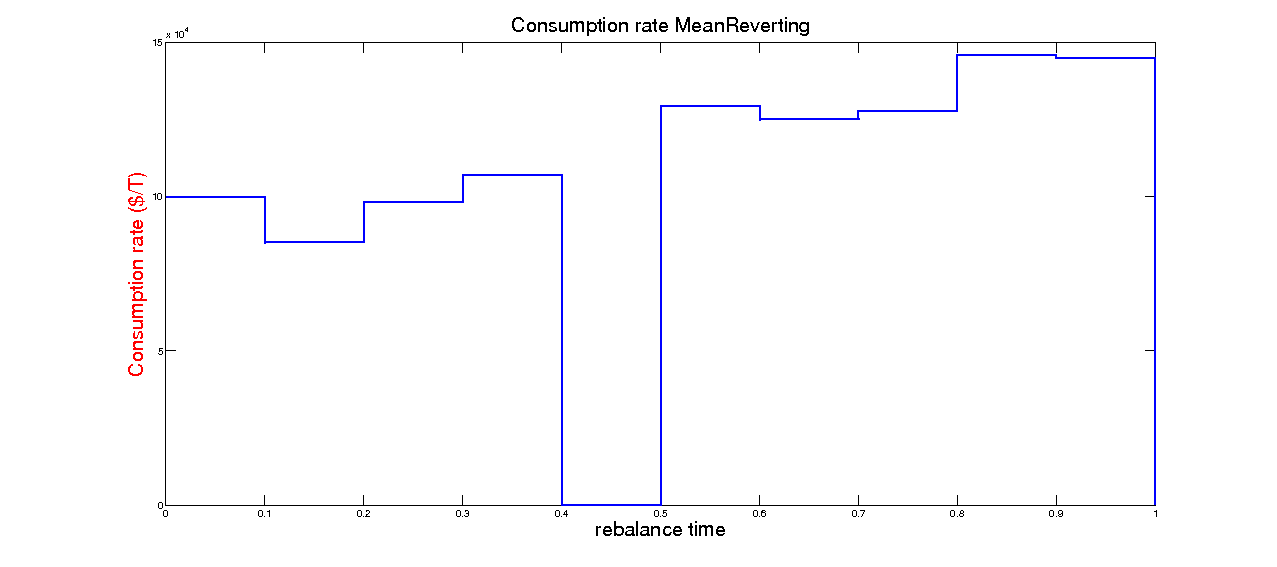 Consumption rate MeanReverting
x 10^4
15
10
5
0
Consumption rate ($/T)
0 0.1 0.2 0.3 0.4 0.5 0.6 0.7 0.8 0.9 1
rebalance time